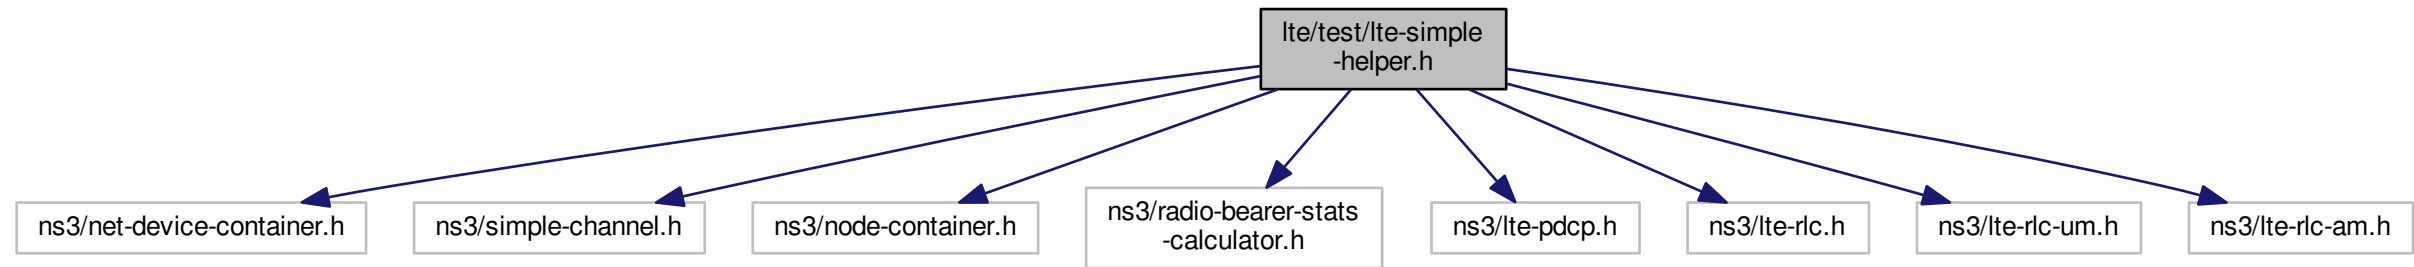 lte/test/lte-simple
-helper.h
ns3/net-device-container.h
ns3/simple-channel.h
ns3/node-container.h
ns3/radio-bearer-stats
-calculator.h
ns3/lte-pdcp.h
ns3/lte-rlc.h
ns3/lte-rlc-um.h
ns3/lte-rlc-am.h